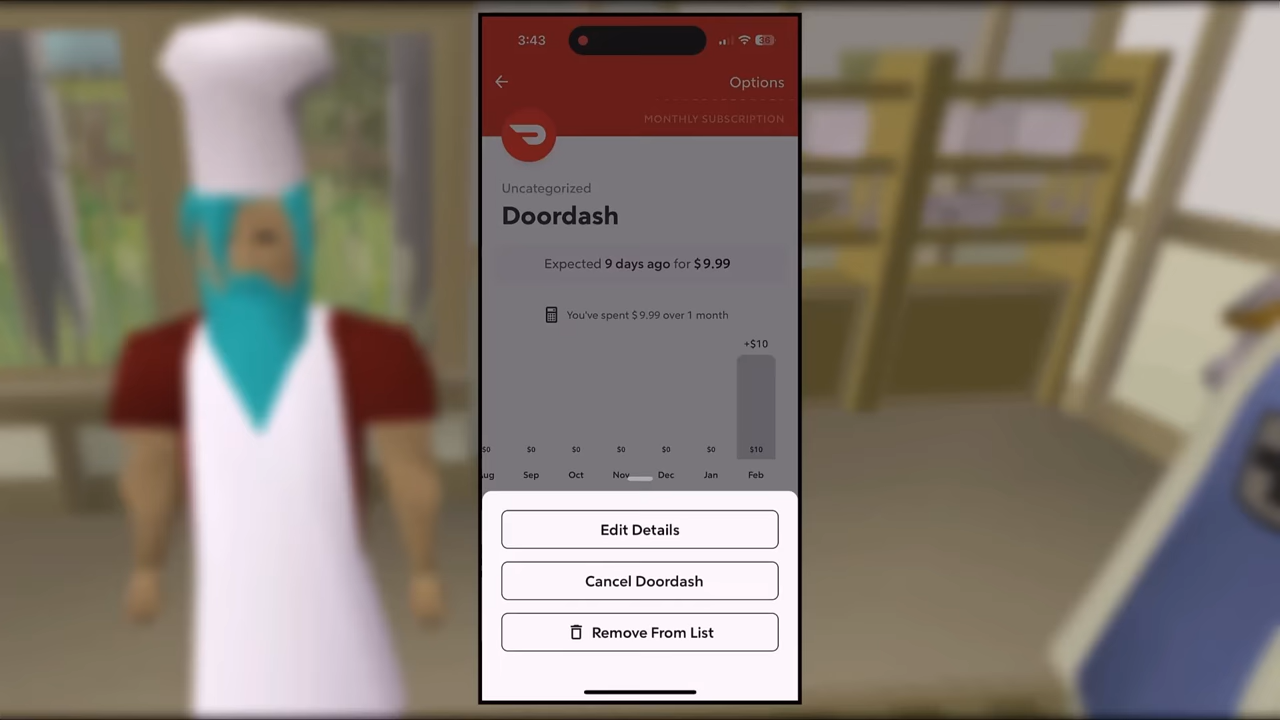 3:43
38
Options
MONTHLY SUBSCRIPTION
Uncategorized
Doordash
Expected 9 days ago for $9.99
You've spent $9.99 over 1 month
+$10
$0 $0 $0 $0 $0 $0 $10
ug Sep Oct Nov Dec Jan Feb
Edit Details
Cancel Doordash
Remove From List